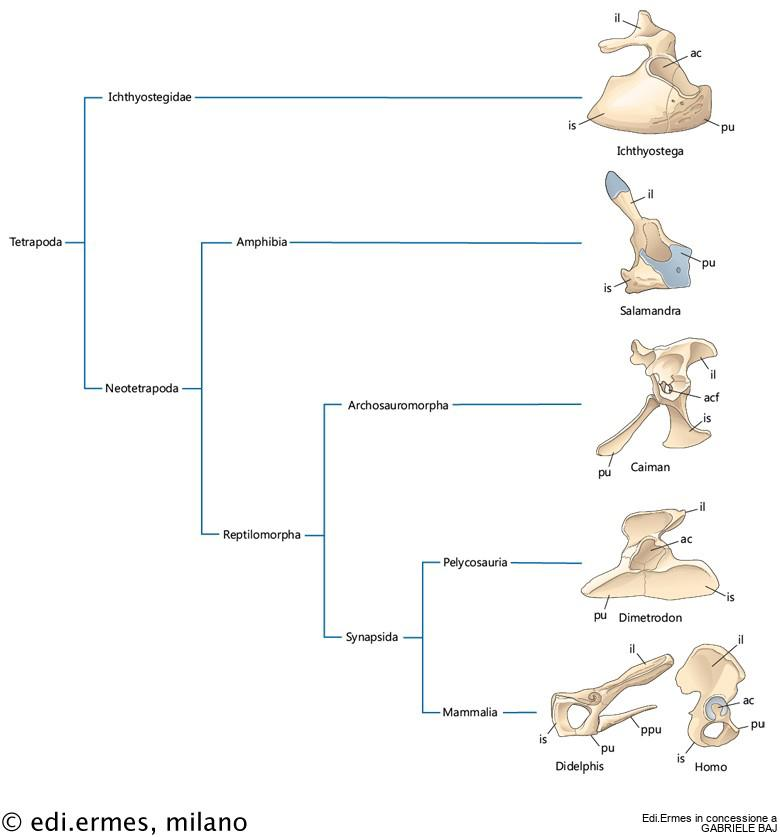 il
ac
Ichthyostegidae
is
pu
Ichthyostega
il
Tetrapoda
Amphibia
pu
is
Salamandra
il
Neotetrapoda
acf
Archosauromorpha
is
pu
Caiman
il
Reptilomorpha
ac
Pelycosauria
is
pu
Dimetrodon
Synapsida
il
il
ac
Mammalia
ppu
pu
is
pu
is
Didelphis
Homo
© edi.ermes, milano
Edi.Ermes in concessione a
GABRIELE BAJ